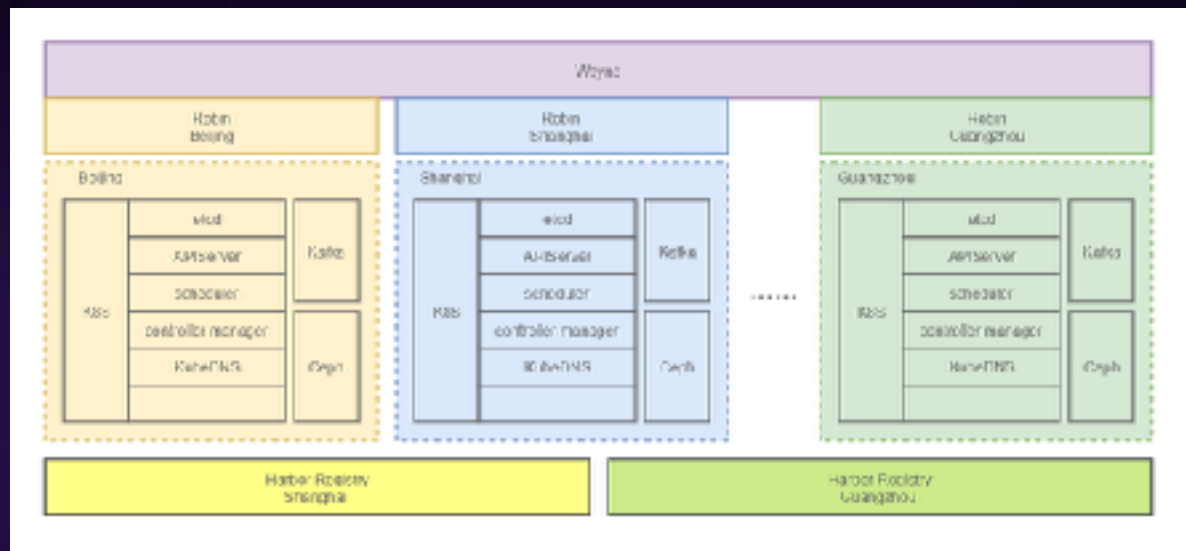 Wayne
Robin
Beijing
Robin
Shanghai
Robin
Guangzhou
Beijing
K8S
etcd
APIServer
scheduler
controller manager
KubeDNS
Kafka
Ceph
Shanghai
K8S
etcd
APIServer
scheduler
controller manager
KubeDNS
Kafka
Ceph
......
Guangzhou
K8S
etcd
APIServer
scheduler
controller manager
KubeDNS
Kafka
Ceph
Harbor Registry
Shanghai
Harbor Registry
Guangzhou